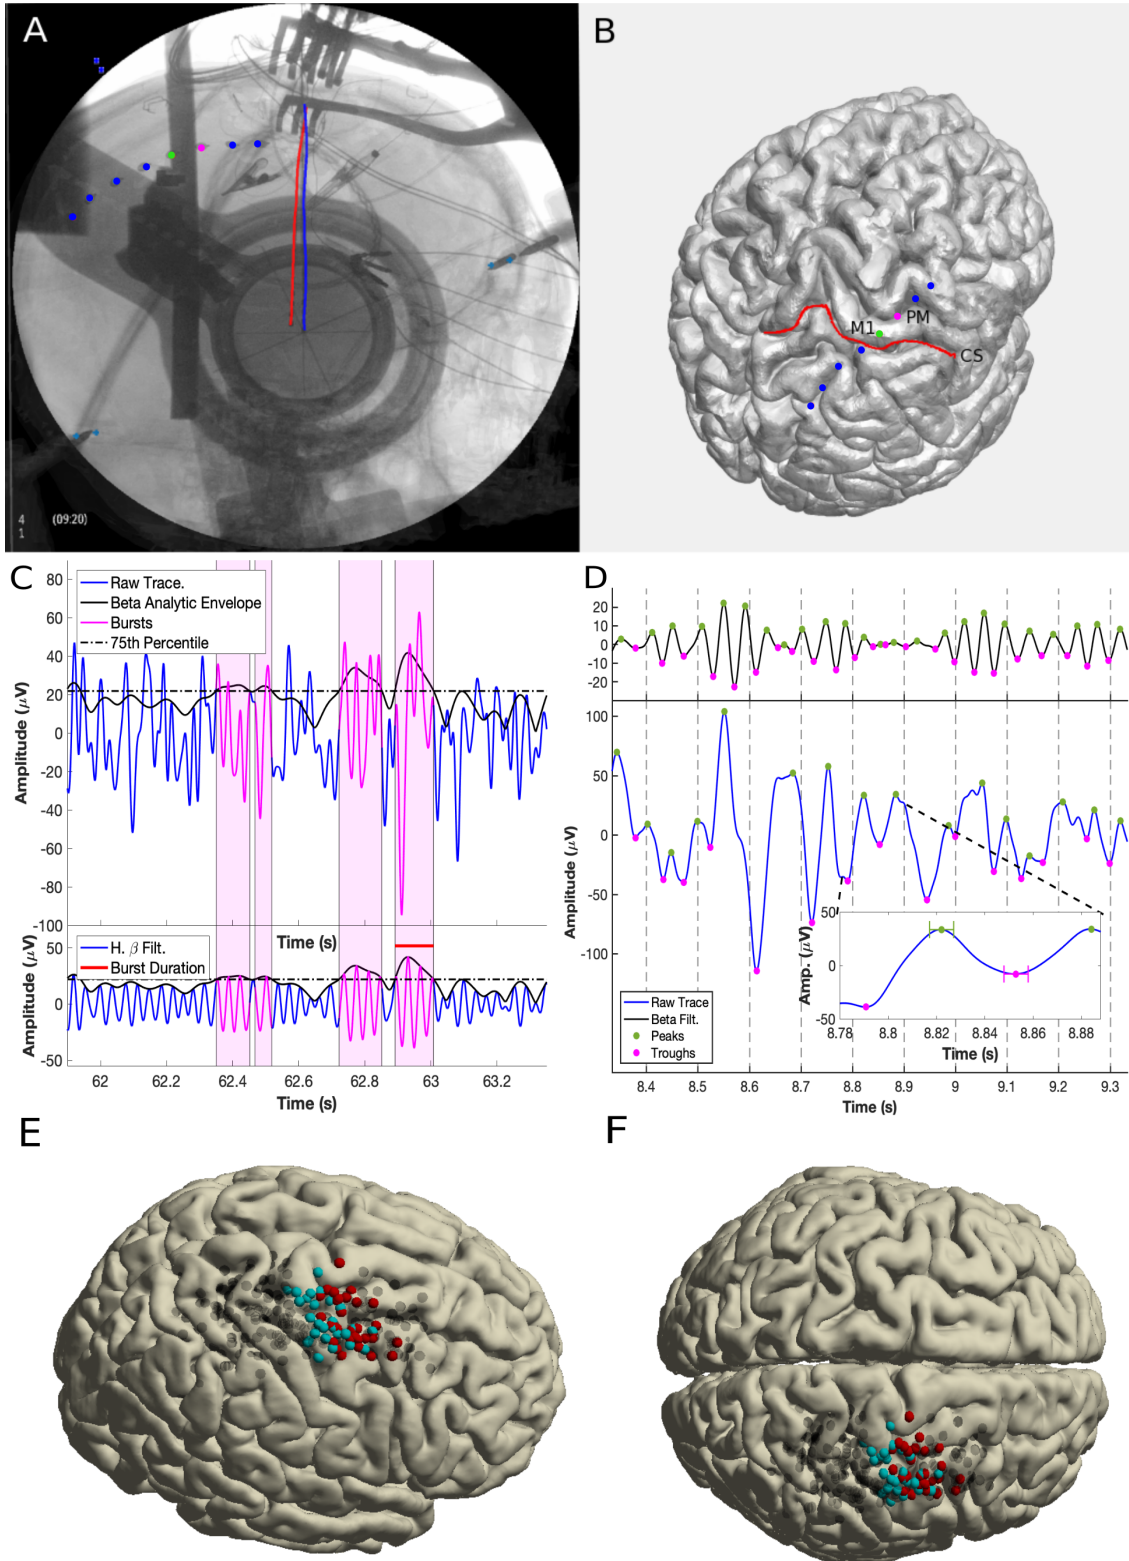 A
4 (09:20)
1
B
M1
PM
CS
C
Raw Trace.
Beta Analytic Envelope
Bursts
75th Percentile
80
60
40
20
0
-20
-40
-60
-80
-100
Amplitude (μV)
Time (s)
H. β Filt.
Burst Duration
50
0
-50
Amplitude (μV)
62 62.2 62.4 62.6 62.8 63 63.2
Time (s)
D
20
10
0
-10
-20
100
50
0
-50
-100
Amplitude (μV)
Raw Trace
Beta Filt.
Peaks
Troughs
50
0
-50
Amp. (μV)
8.78 8.8 8.82 8.84 8.86 8.88
Time (s)
8.4 8.5 8.6 8.7 8.8 8.9 9 9.1 9.2 9.3
Time (s)
E
F